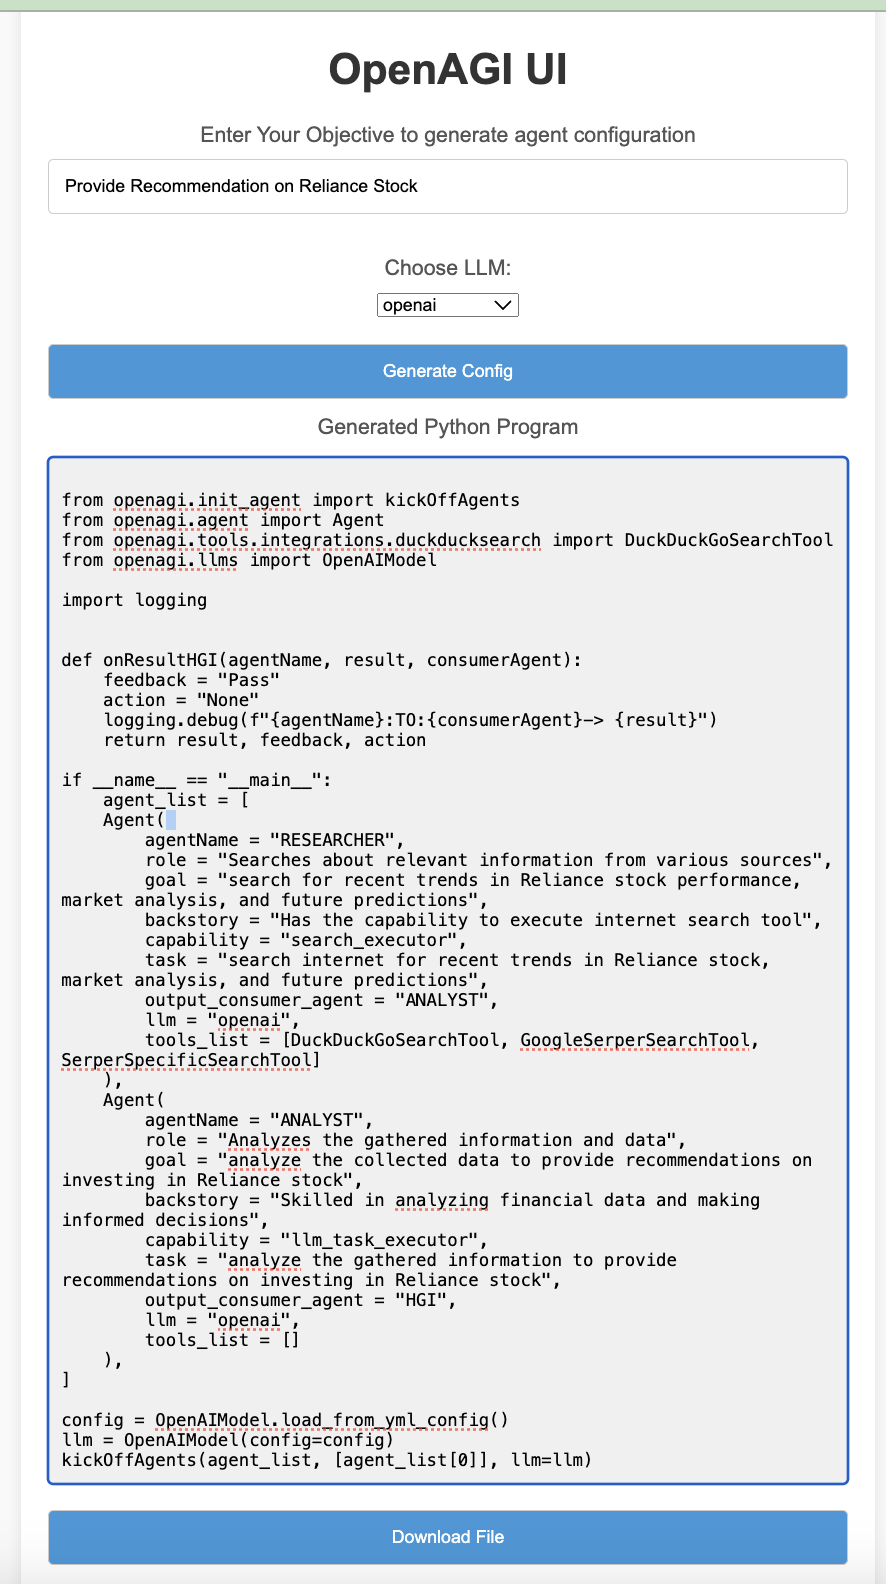 OpenAGI UI
Enter Your Objective to generate agent configuration
Provide Recommendation on Reliance Stock
Choose LLM:
openai
Generate Config
Generated Python Program
from openagi.init_agent import kickOffAgents
from openagi.agent import Agent
from openagi.tools.integrations.duckducksearch import DuckDuckGoSearchTool
from openagi.llms import OpenAIModel
import logging
def onResultHGI(agentName, result, consumerAgent):
    feedback = "Pass"
    action = "None"
    logging.debug(f"{agentName}:TO:{consumerAgent}-> {result}")
    return result, feedback, action
if __name__ == "__main__":
    agent_list = [
    Agent(
        agentName = "RESEARCHER",
        role = "Searches about relevant information from various sources",
        goal = "search for recent trends in Reliance stock performance,
market analysis, and future predictions",
        backstory = "Has the capability to execute internet search tool",
        capability = "search_executor",
        task = "search internet for recent trends in Reliance stock,
market analysis, and future predictions",
        output_consumer_agent = "ANALYST",
        llm = "openai",
        tools_list = [DuckDuckGoSearchTool, GoogleSerperSearchTool,
SerperSpecificSearchTool]
    ),
    Agent(
        agentName = "ANALYST",
        role = "Analyzes the gathered information and data",
        goal = "analyze the collected data to provide recommendations on
investing in Reliance stock",
        backstory = "Skilled in analyzing financial data and making
informed decisions",
        capability = "llm_task_executor",
        task = "analyze the gathered information to provide
recommendations on investing in Reliance stock",
        output_consumer_agent = "HGI",
        llm = "openai",
        tools_list = []
    ),
]
config = OpenAIModel.load_from_yml_config()
llm = OpenAIModel(config=config)
kickOffAgents(agent_list, [agent_list[0]], llm=llm)
Download File